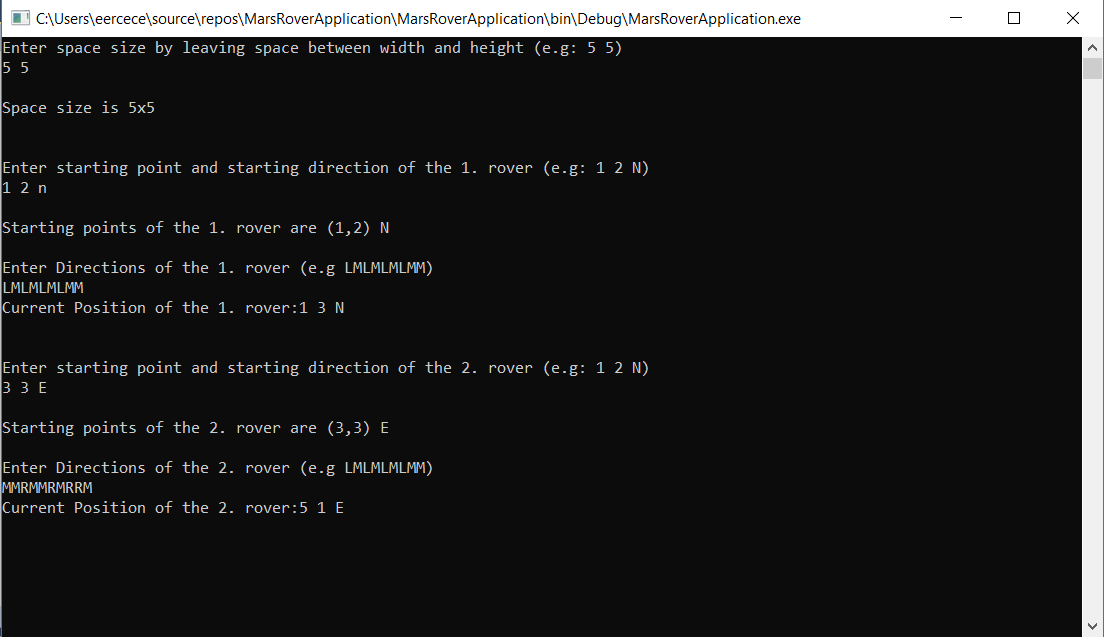 C:\Users\eercece\source\repos\MarsRoverApplication\MarsRoverApplication\bin\Debug\MarsRoverApplication.exe
Enter space size by leaving space between width and height (e.g: 5 5)
5 5
Space size is 5x5
Enter starting point and starting direction of the 1. rover (e.g: 1 2 N)
1 2 n
Starting points of the 1. rover are (1,2) N
Enter Directions of the 1. rover (e.g LMLMLMLMM)
LMLMLMLMM
Current Position of the 1. rover:1 3 N
Enter starting point and starting direction of the 2. rover (e.g: 1 2 N)
3 3 E
Starting points of the 2. rover are (3,3) E
Enter Directions of the 2. rover (e.g LMLMLMLMM)
MMRMMRMRRM
Current Position of the 2. rover:5 1 E